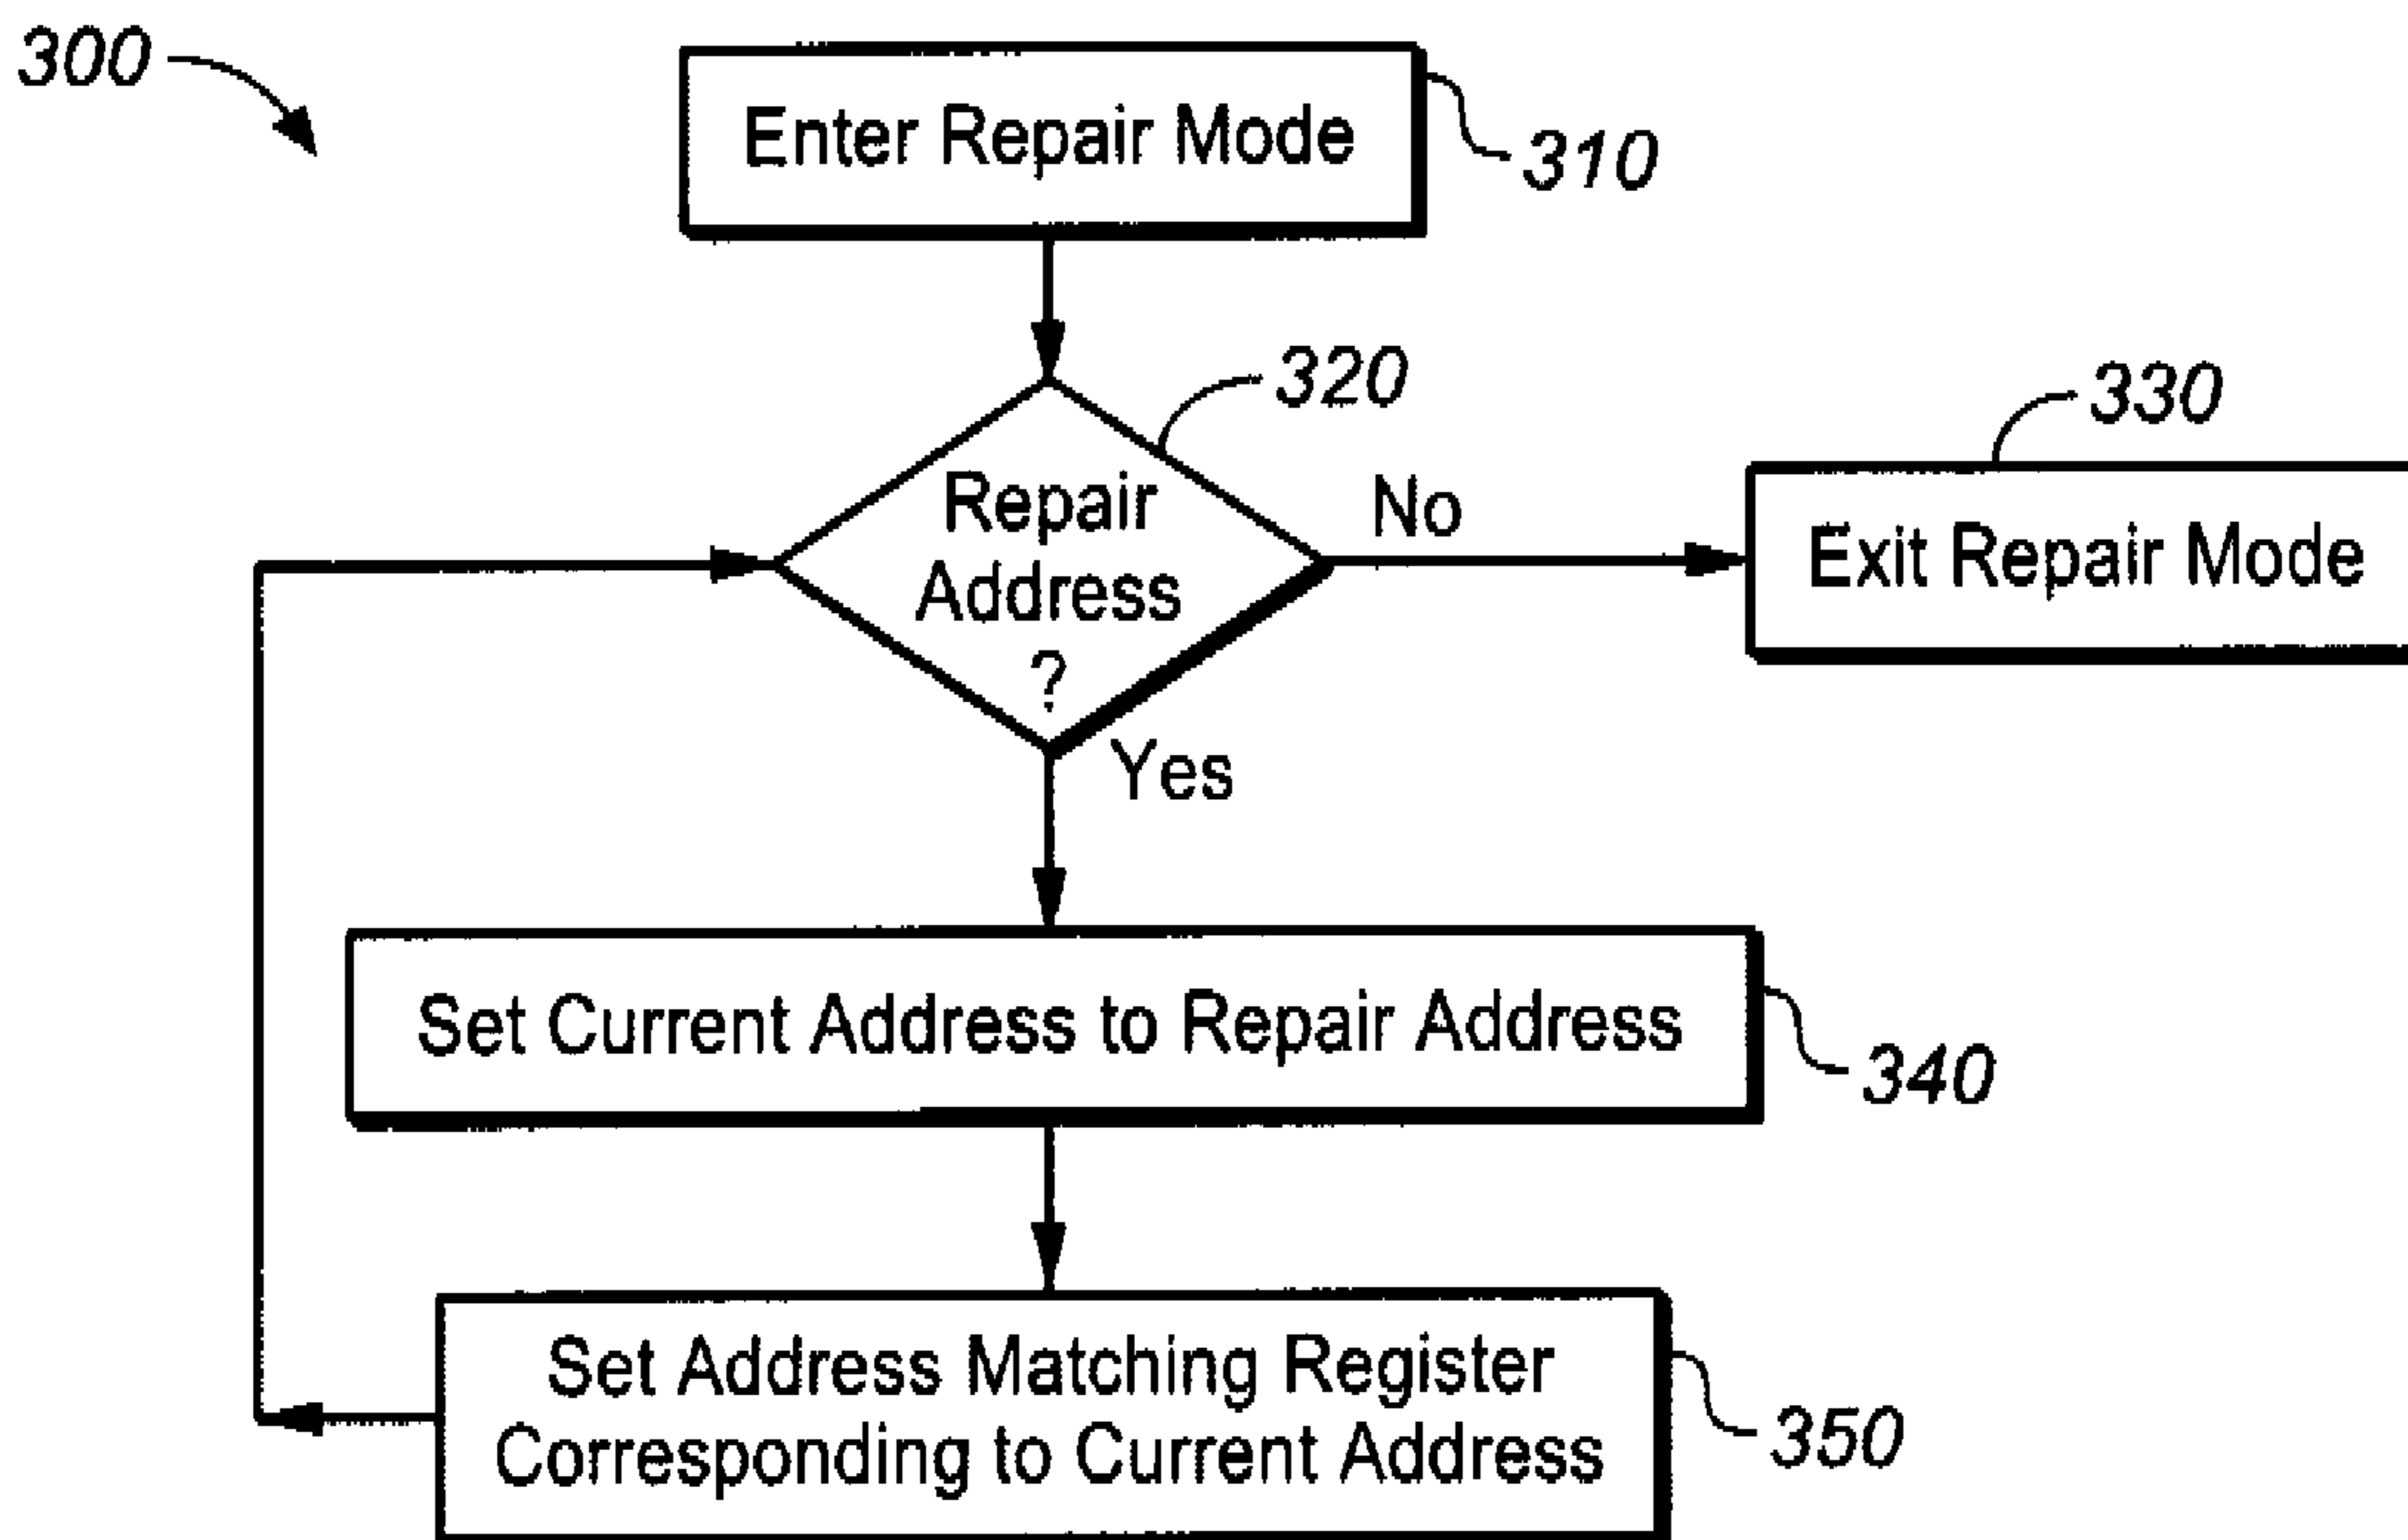 300
Enter Repair Mode
310
320
330
Repair
Address
?
No
Exit Repair Mode
Yes
Set Current Address to Repair Address
340
Set Address Matching Register
Corresponding to Current Address
350